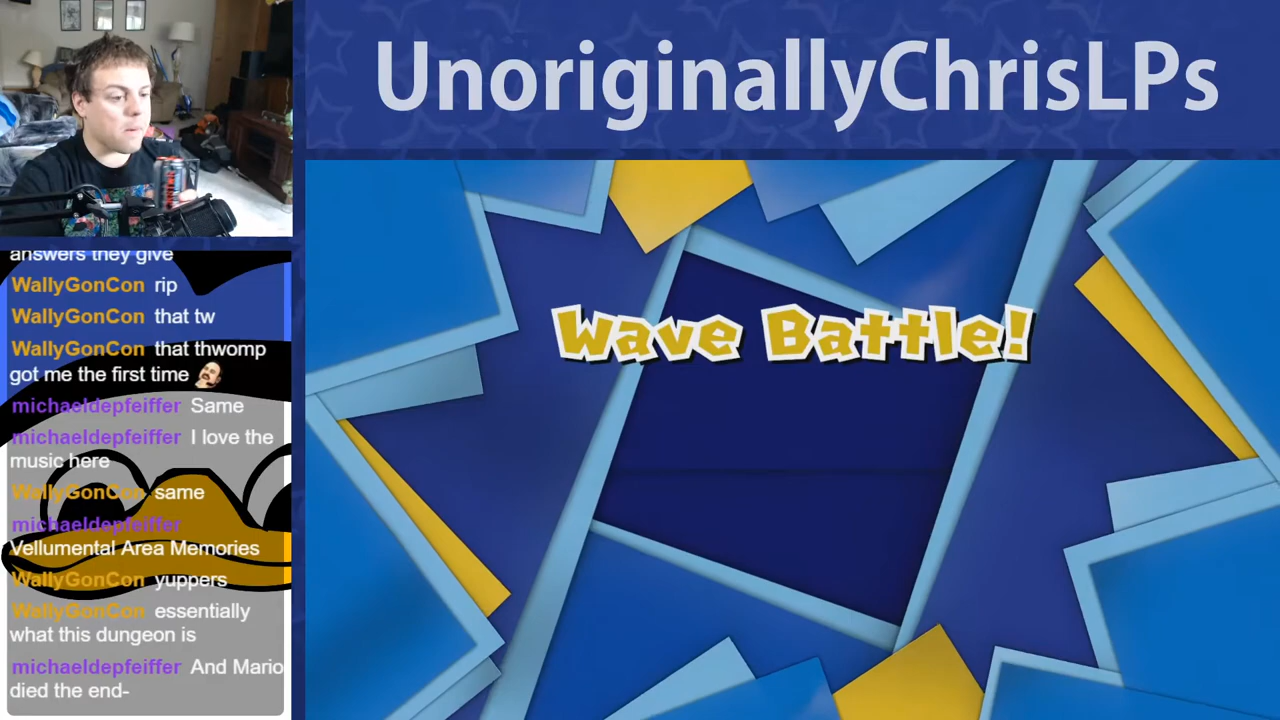 UnoriginallyChrisLPs
Wave Battle!
answers they give
WallyGonCon rip
WallyGonCon that tw
WallyGonCon that thwomp
got me the first time
michaeldepfeiffer Same
michaeldepfeiffer I love the
music here
WallyGonCon same
michaeldepfeiffer
Vellumental Area Memories
WallyGonCon yuppers
WallyGonCon essentially
what this dungeon is
michaeldepfeiffer And Mario
died the end-